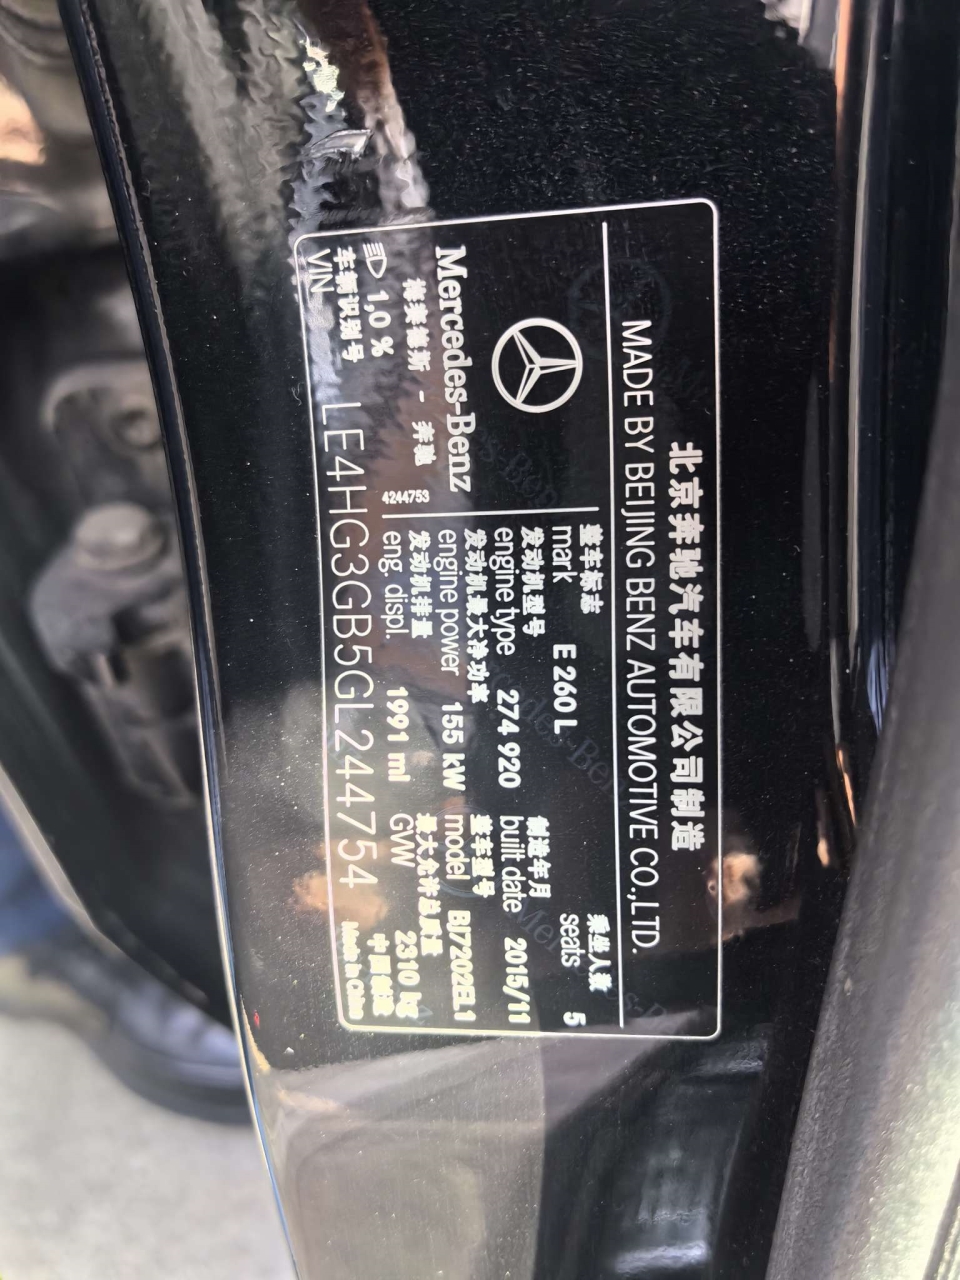 北京奔驰汽车有限公司制造
MADE BY BEIJING BENZ AUTOMOTIVE CO.,LTD.
整车标志
mark E 260 L
乘坐人数
seats 5
发动机型号
engine type 274 920
制造年月
built date 2015/11
发动机最大净功率
engine power 155 kW
整车型号
model BJ7202EL1
发动机排量
eng. displ. 1991 ml
最大允许总质量
GVW 2310 kg
Mercedes-Benz
梅赛德斯 - 奔驰
4244753
1,0 %
车辆识别号
VIN LE4HG3GB5GL244754
中国制造
Made in China